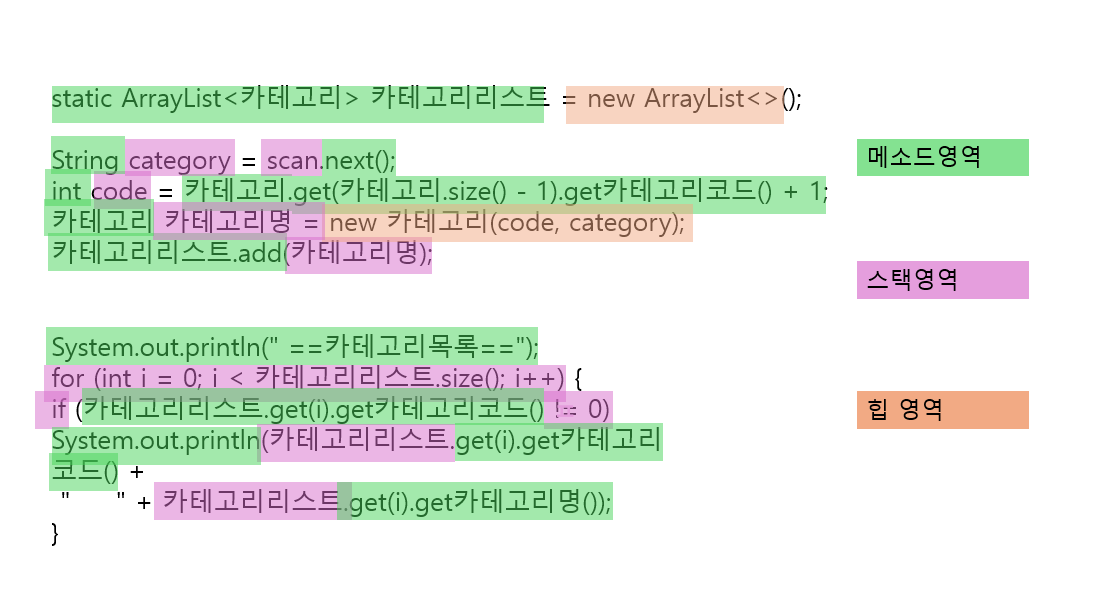 static ArrayList<카테고리> 카테고리리스트 = new ArrayList<>();
String category = scan.next();
int code = 카테고리.get(카테고리.size() - 1).get카테고리코드() + 1;
카테고리 카테고리명 = new 카테고리(code, category);
카테고리리스트.add(카테고리명);
메소드영역
스택영역
System.out.println(" ==카테고리목록==");
for (int i = 0; i < 카테고리리스트.size(); i++) {
if (카테고리리스트.get(i).get카테고리코드() != 0)
System.out.println(카테고리리스트.get(i).get카테고리
코드() +
"      " + 카테고리리스트.get(i).get카테고리명());
}
힙 영역